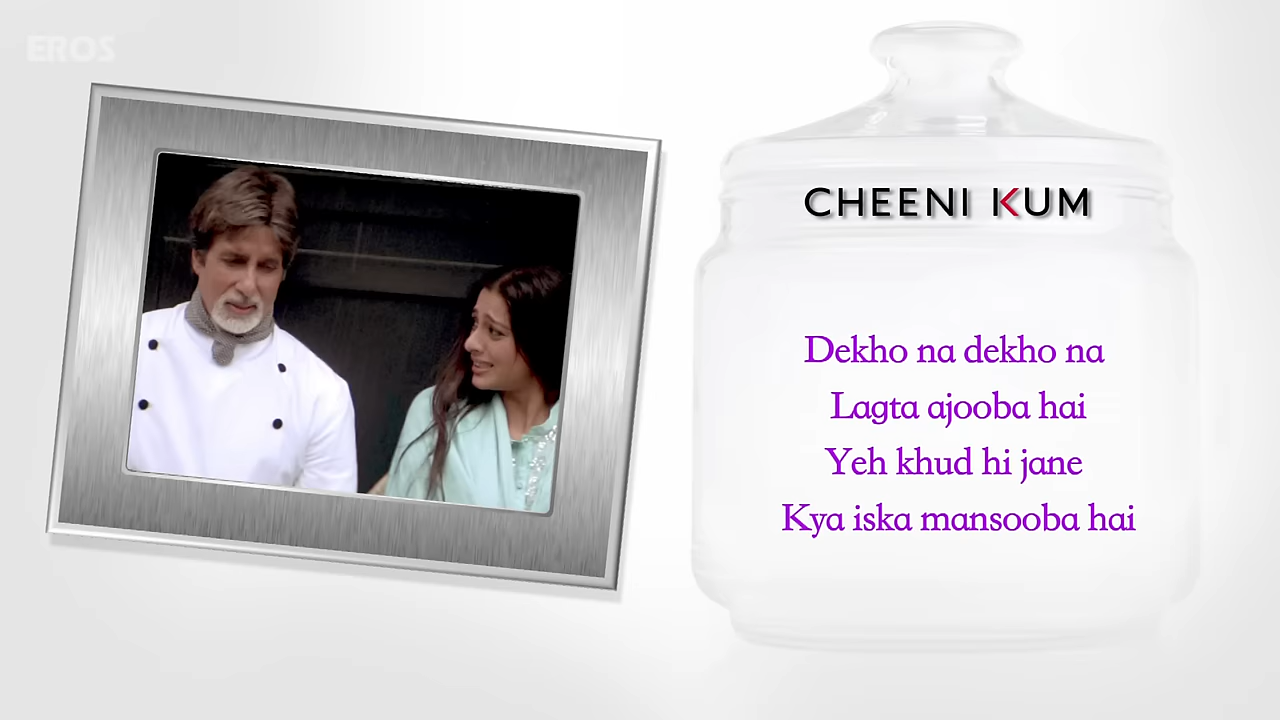 EROS
CHEENI KUM
Dekho na dekho na
Lagta ajooba hai
Yeh khud hi jane
Kya iska mansooba hai